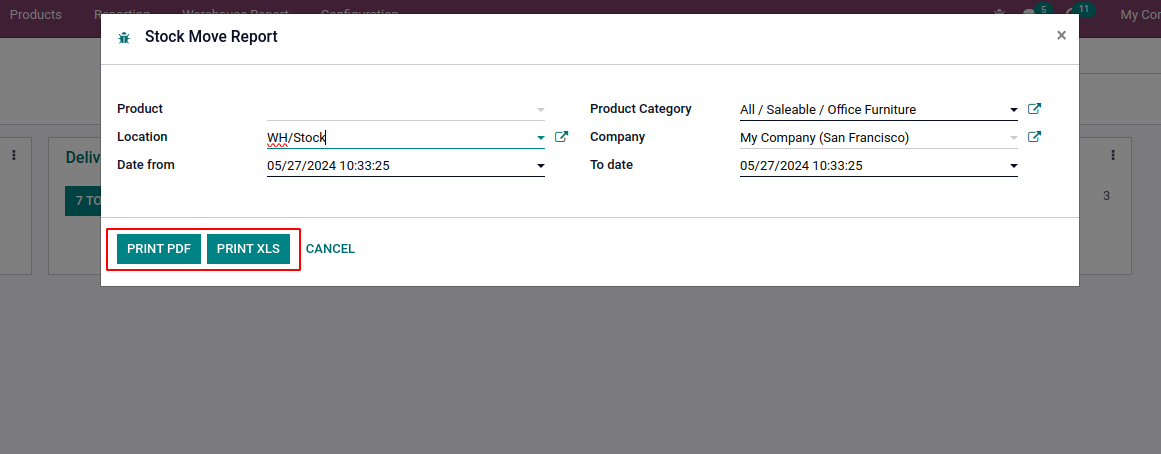 Products Reporting Warehouse Report Configuration 5 11 My Con
Stock Move Report ×
Product Product Category All / Saleable / Office Furniture
Location WH/Stock Company My Company (San Francisco)
Date from 05/27/2024 10:33:25 To date 05/27/2024 10:33:25
Deliv
7 TO 3
PRINT PDF PRINT XLS CANCEL